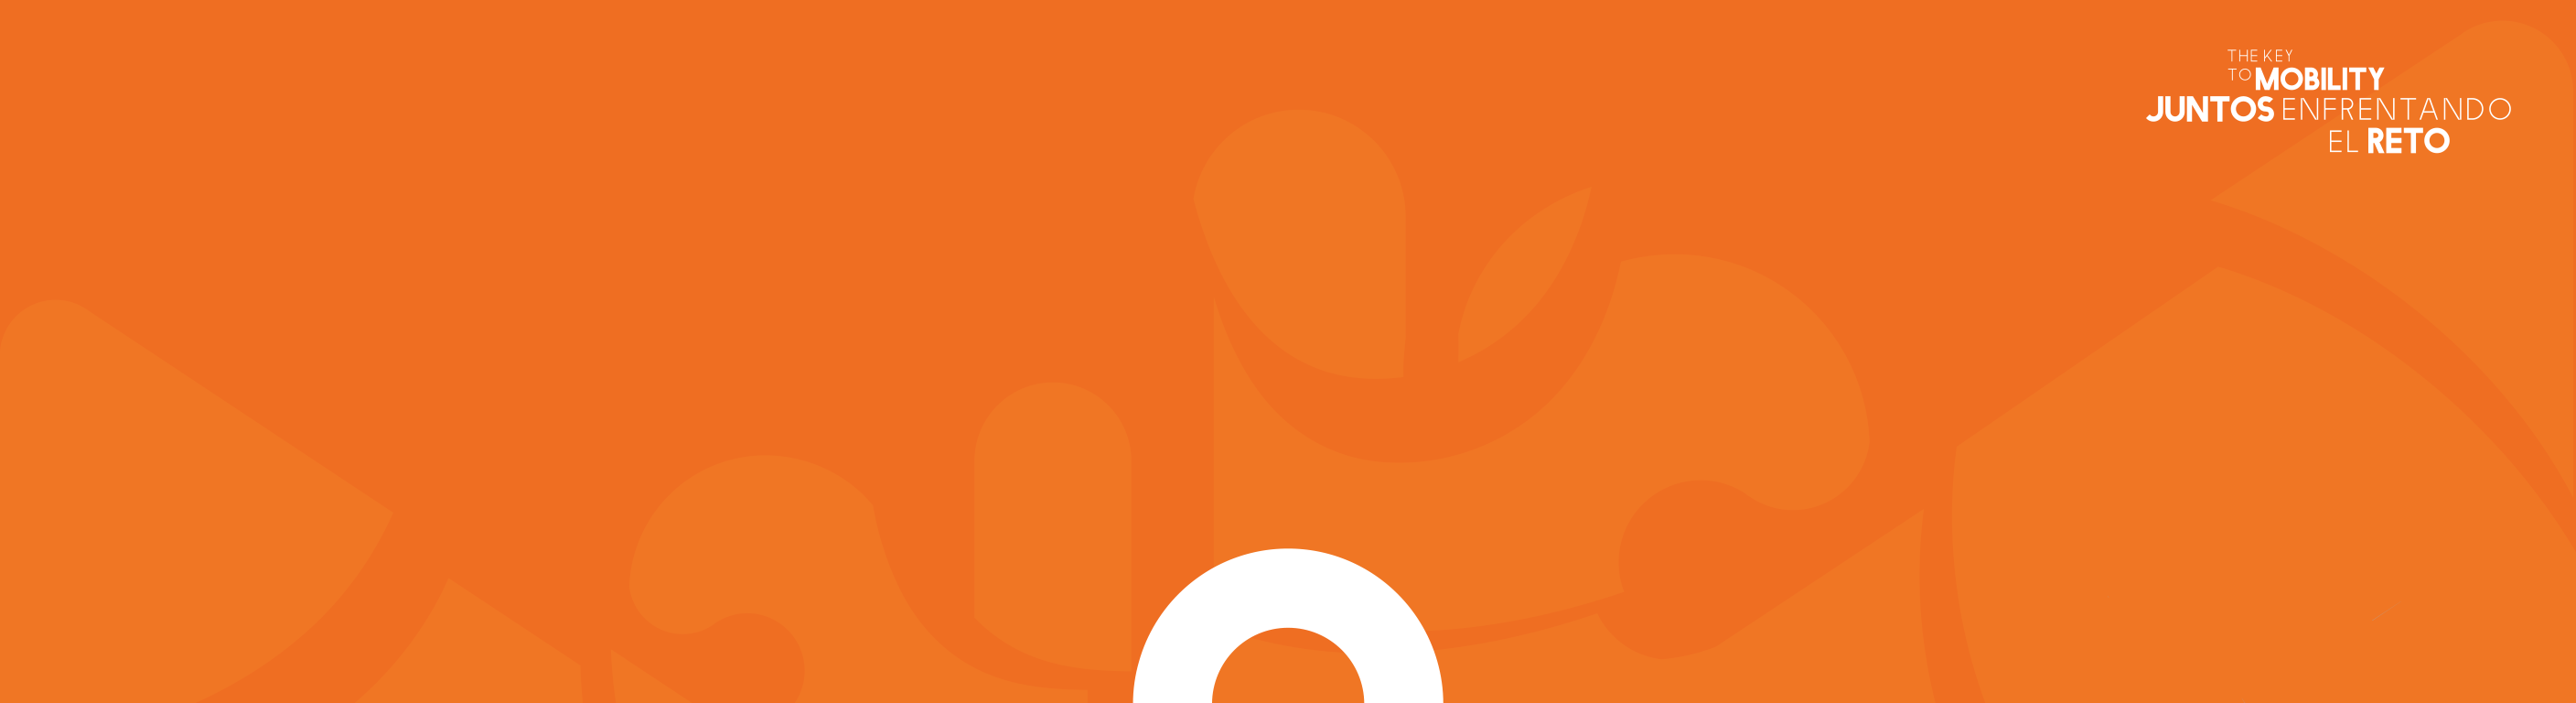 THE KEY
TO MOBILITY
JUNTOS ENFRENTANDO
EL RETO